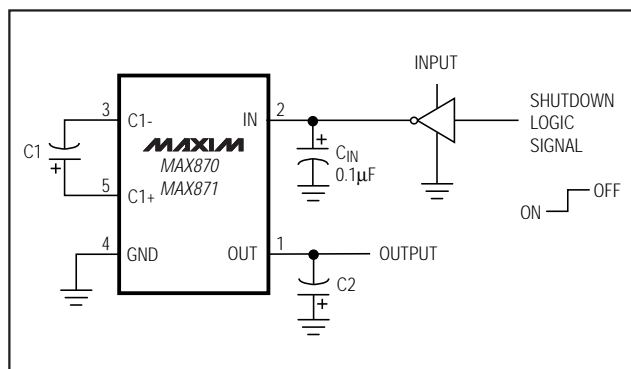 INPUT
SHUTDOWN
LOGIC
SIGNAL
3
C1-
IN
2
C1
+
MAXIM
MAX870
MAX871
+
CIN
0.1µF
5
C1+
OFF
ON
4
GND
OUT
1
OUTPUT
C2
+